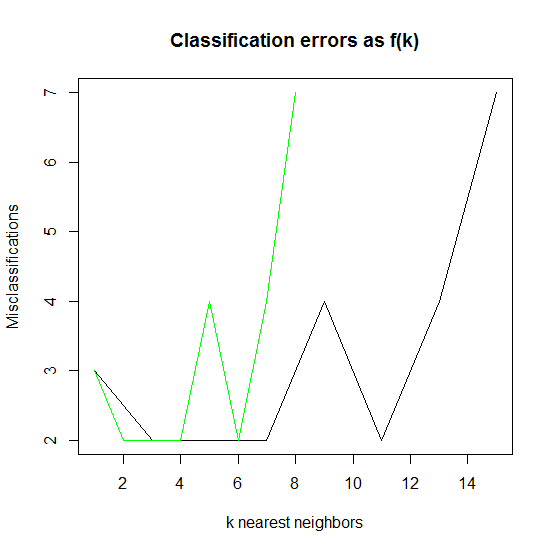 Classification errors as f(k)
Misclassifications
7
6
5
4
3
2
2 4 6 8 10 12 14
k nearest neighbors